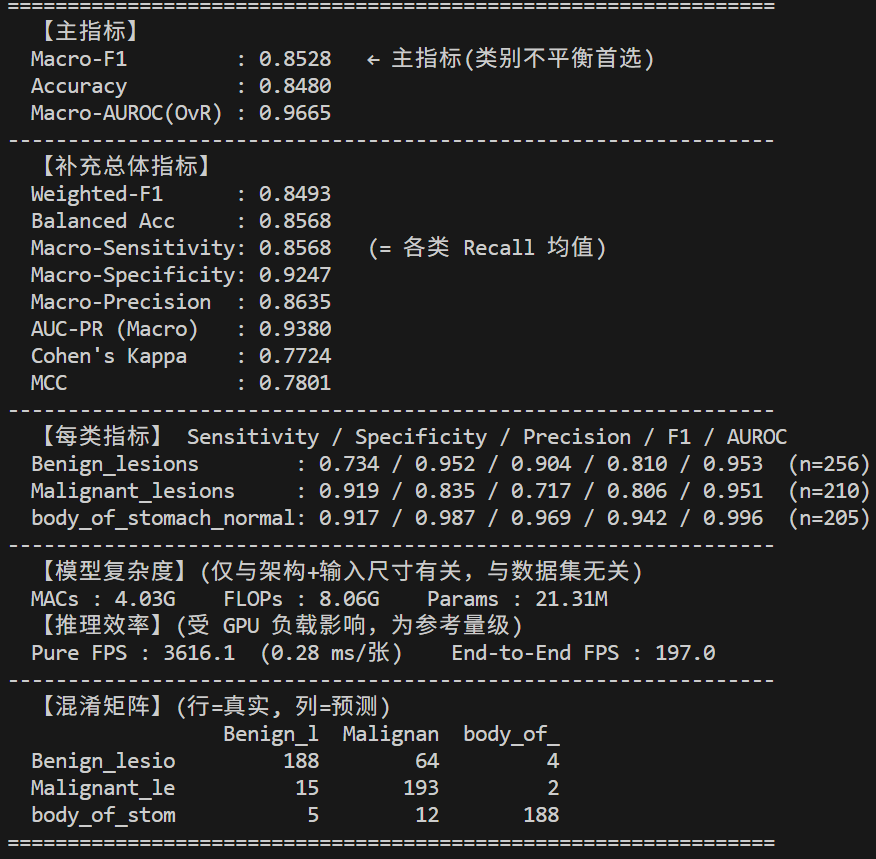 ================================================================
【主指标】
Macro-F1 : 0.8528 ← 主指标(类别不平衡首选)
Accuracy : 0.8480
Macro-AUROC(OvR) : 0.9665
----------------------------------------------------------------
【补充总体指标】
Weighted-F1 : 0.8493
Balanced Acc : 0.8568
Macro-Sensitivity: 0.8568 (= 各类 Recall 均值)
Macro-Specificity: 0.9247
Macro-Precision : 0.8635
AUC-PR (Macro) : 0.9380
Cohen's Kappa : 0.7724
MCC : 0.7801
----------------------------------------------------------------
【每类指标】 Sensitivity / Specificity / Precision / F1 / AUROC
Benign_lesions : 0.734 / 0.952 / 0.904 / 0.810 / 0.953 (n=256)
Malignant_lesions : 0.919 / 0.835 / 0.717 / 0.806 / 0.951 (n=210)
body_of_stomach_normal: 0.917 / 0.987 / 0.969 / 0.942 / 0.996 (n=205)
----------------------------------------------------------------
【模型复杂度】(仅与架构+输入尺寸有关，与数据集无关)
MACs : 4.03G FLOPs : 8.06G Params : 21.31M
【推理效率】(受 GPU 负载影响，为参考量级)
Pure FPS : 3616.1 (0.28 ms/张) End-to-End FPS : 197.0
----------------------------------------------------------------
【混淆矩阵】(行=真实, 列=预测)
Benign_l Malignan body_of_
Benign_lesio 188 64 4
Malignant_le 15 193 2
body_of_stom 5 12 188
================================================================